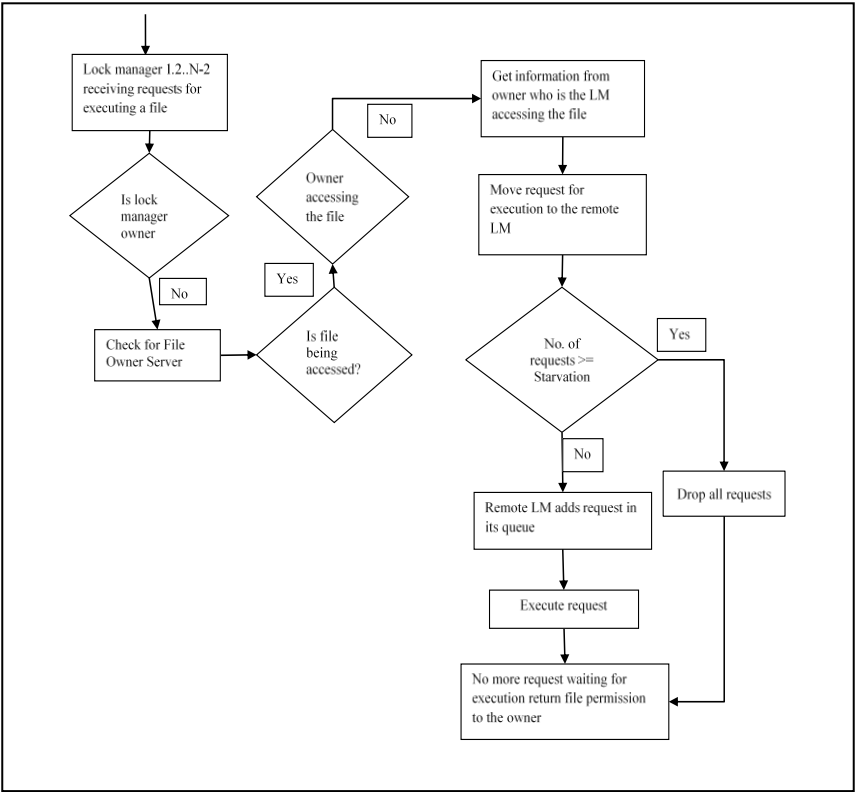 Lock manager 1.2..N-2
receiving requests for
executing a file
Is lock
manager
owner
No
Check for File
Owner Server
Is file
being
accessed?
Yes
Owner
accessing
the file
No
Get information from
owner who is the LM
accessing the file
Move request for
execution to the remote
LM
No. of
requests >=
Starvation
Yes
No
Drop all requests
Remote LM adds request in
its queue
Execute request
No more request waiting for
execution return file permission
to the owner